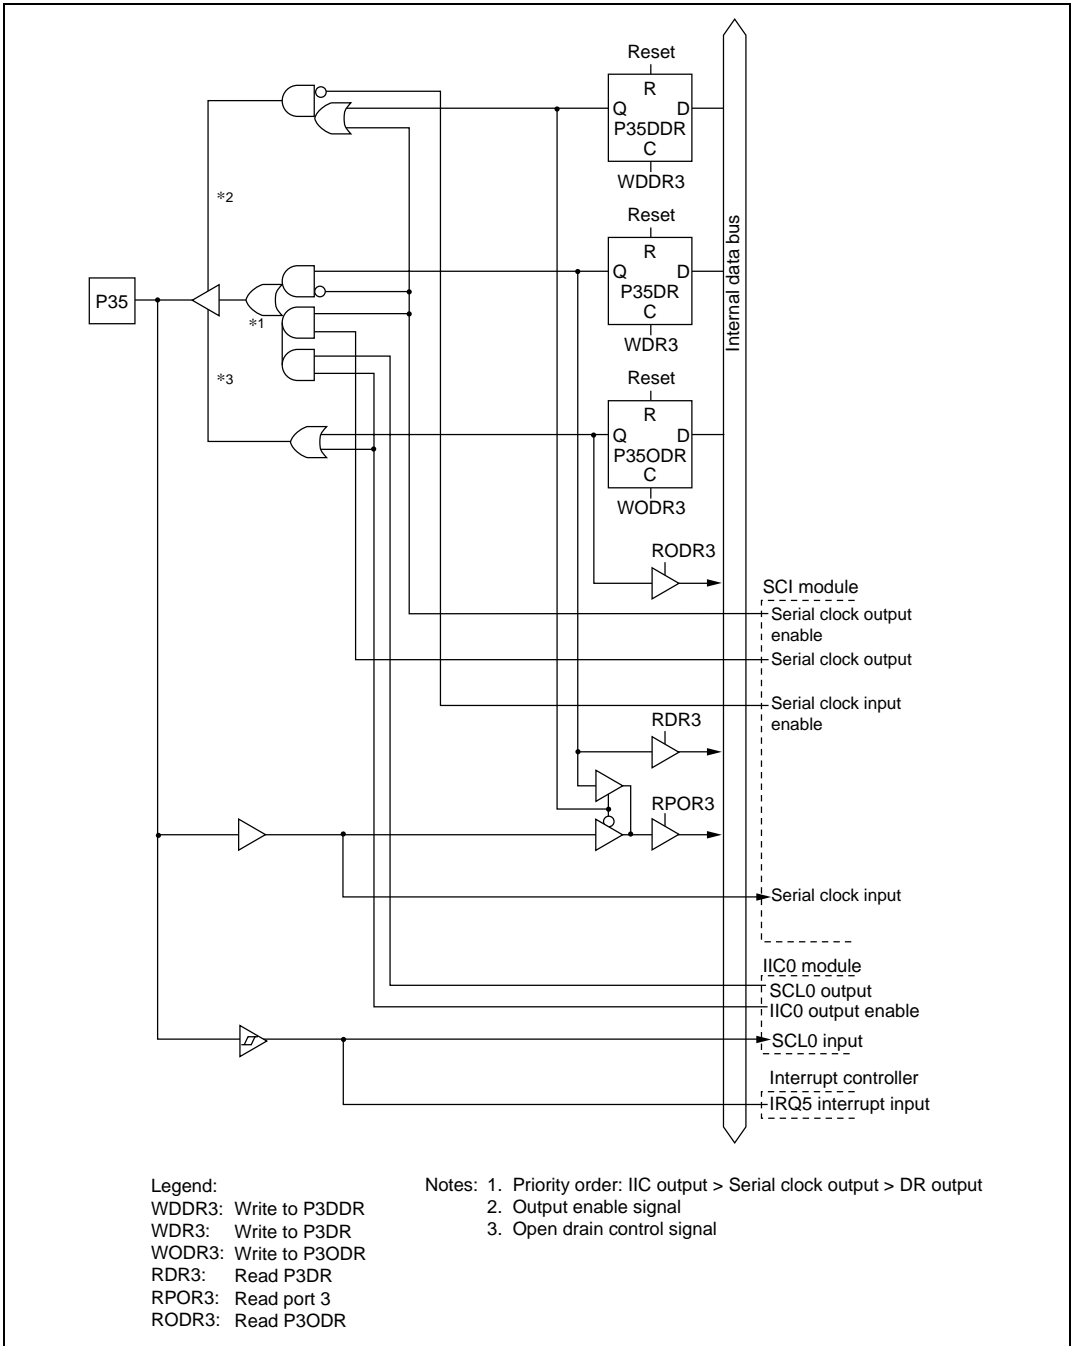 Reset
R
Q D
P35DDR
C
WDDR3
*2
Reset
R
Q D
P35DR
C
WDR3
P35
*1
*3
Internal data bus
Reset
R
Q D
P35ODR
C
WODR3
RODR3
SCI module
Serial clock output
enable
Serial clock output
Serial clock input
enable
RDR3
RPOR3
Serial clock input
IIC0 module
SCL0 output
IIC0 output enable
SCL0 input
Interrupt controller
IRQ5 interrupt input
Legend:
WDDR3: Write to P3DDR
WDR3: Write to P3DR
WODR3: Write to P3ODR
RDR3: Read P3DR
RPOR3: Read port 3
RODR3: Read P3ODR
Notes: 1. Priority order: IIC output > Serial clock output > DR output
2. Output enable signal
3. Open drain control signal